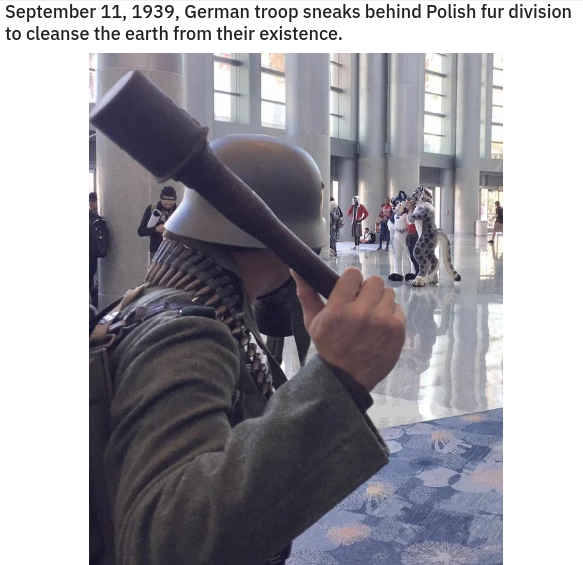 September 11, 1939, German troop sneaks behind Polish fur division
to cleanse the earth from their existence.